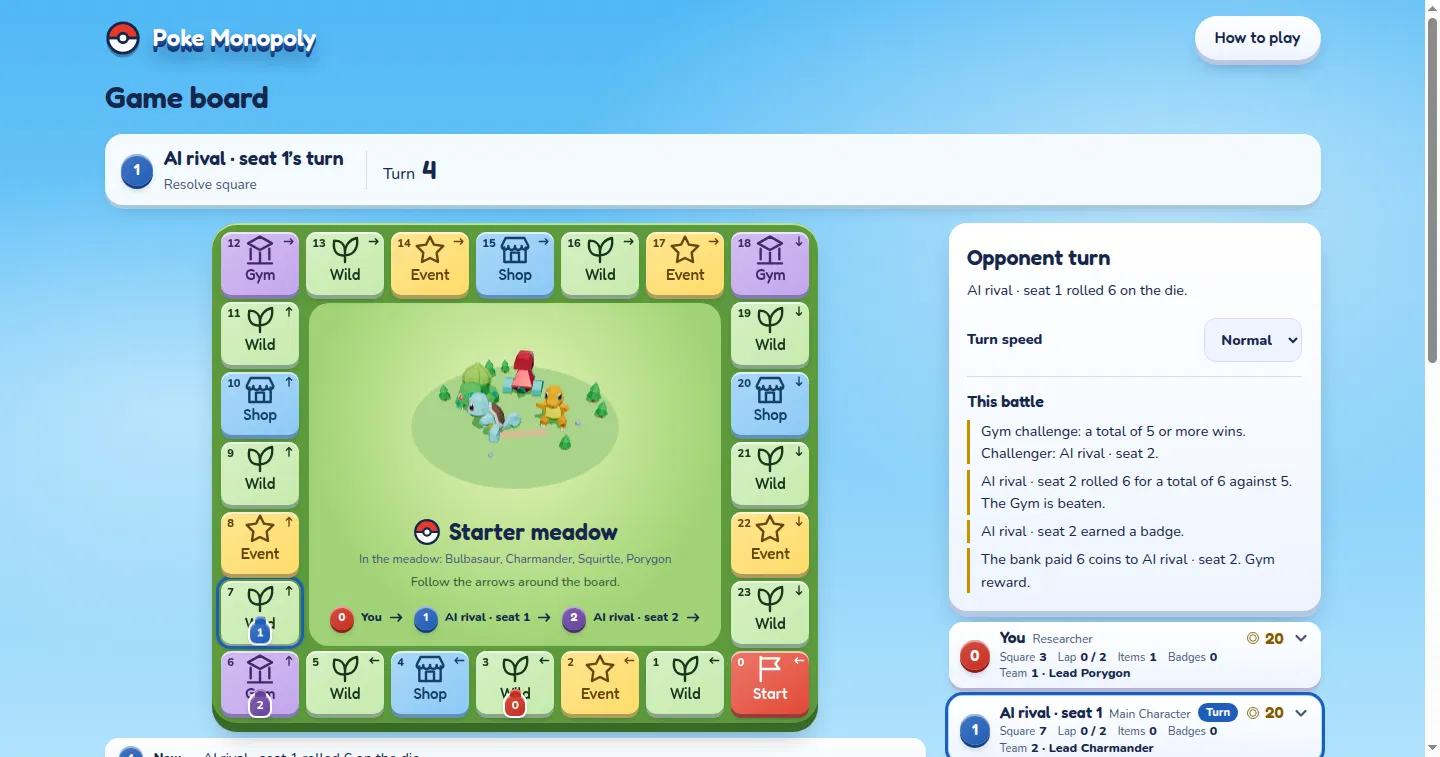 Poke Monopoly
How to play
Game board
1
AI rival · seat 1's turn
Resolve square
Turn 4
12 → Gym
13 → Wild
14 → Event
15 → Shop
16 → Wild
17 → Event
18 ↓ Gym
11 ↑ Wild
19 ↓ Wild
10 ↑ Shop
20 ↓ Shop
9 ↑ Wild
21 ↓ Wild
8 ↑ Event
22 ↓ Event
7 ↑ Wild 1
23 ↓ Wild
Starter meadow
In the meadow: Bulbasaur, Charmander, Squirtle, Porygon
Follow the arrows around the board.
0 You → 1 AI rival · seat 1 → 2 AI rival · seat 2 →
6 ↑ Gym 2
5 ← Wild
4 ← Shop
3 ← Wild 0
2 ← Event
1 ← Wild
0 ← Start
Opponent turn
AI rival · seat 1 rolled 6 on the die.
Turn speed
Normal
This battle
Gym challenge: a total of 5 or more wins.
Challenger: AI rival · seat 2.
AI rival · seat 2 rolled 6 for a total of 6 against 5.
The Gym is beaten.
AI rival · seat 2 earned a badge.
The bank paid 6 coins to AI rival · seat 2. Gym
reward.
0
You Researcher 20
Square 3 Lap 0 / 2 Items 1 Badges 0
Team 1 · Lead Porygon
1
AI rival · seat 1 Main Character Turn 20
Square 7 Lap 0 / 2 Items 0 Badges 0
Team 2 · Lead Charmander
Now AI rival · seat 1 rolled 6 on the die.